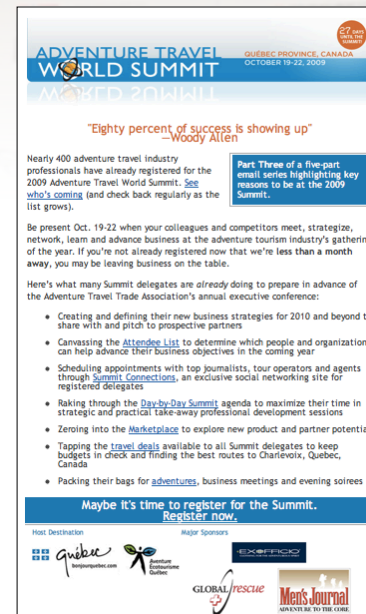 27 DAYS
UNTIL THE
SUMMIT!
ADVENTURE TRAVEL
WORLD SUMMIT
QUÉBEC PROVINCE, CANADA
OCTOBER 19-22, 2009
"Eighty percent of success is showing up"
—Woody Allen
Nearly 400 adventure travel industry
professionals have already registered for the
2009 Adventure Travel World Summit. See
who's coming (and check back regularly as the
list grows).
Part Three of a five-part
email series highlighting key
reasons to be at the 2009
Summit.
Be present Oct. 19-22 when your colleagues and competitors meet, strategize,
network, learn and advance business at the adventure tourism industry's gatherin
of the year. If you're not already registered now that we're less than a month
away, you may be leaving business on the table.
Here's what many Summit delegates are already doing to prepare in advance of
the Adventure Travel Trade Association's annual executive conference:
• Creating and defining their new business strategies for 2010 and beyond t
share with and pitch to prospective partners
• Canvassing the Attendee List to determine which people and organization
can help advance their business objectives in the coming year
• Scheduling appointments with top journalists, tour operators and agents
through Summit Connections, an exclusive social networking site for
registered delegates
• Raking through the Day-by-Day Summit agenda to maximize their time in
strategic and practical take-away professional development sessions
• Zeroing into the Marketplace to explore new product and partner potentia
• Tapping the travel deals available to all Summit delegates to keep
budgets in check and finding the best routes to Charlevoix, Quebec,
Canada
• Packing their bags for adventures, business meetings and evening soirees
Maybe it's time to register for the Summit.
Register now.
Host Destination
Major Sponsors
Québec
bonjourquebec.com
Aventure
Écotourisme
Québec
EXOFFICIO
GLOBAL rescue
Men's Journal
ADVENTURE TO THE CORE